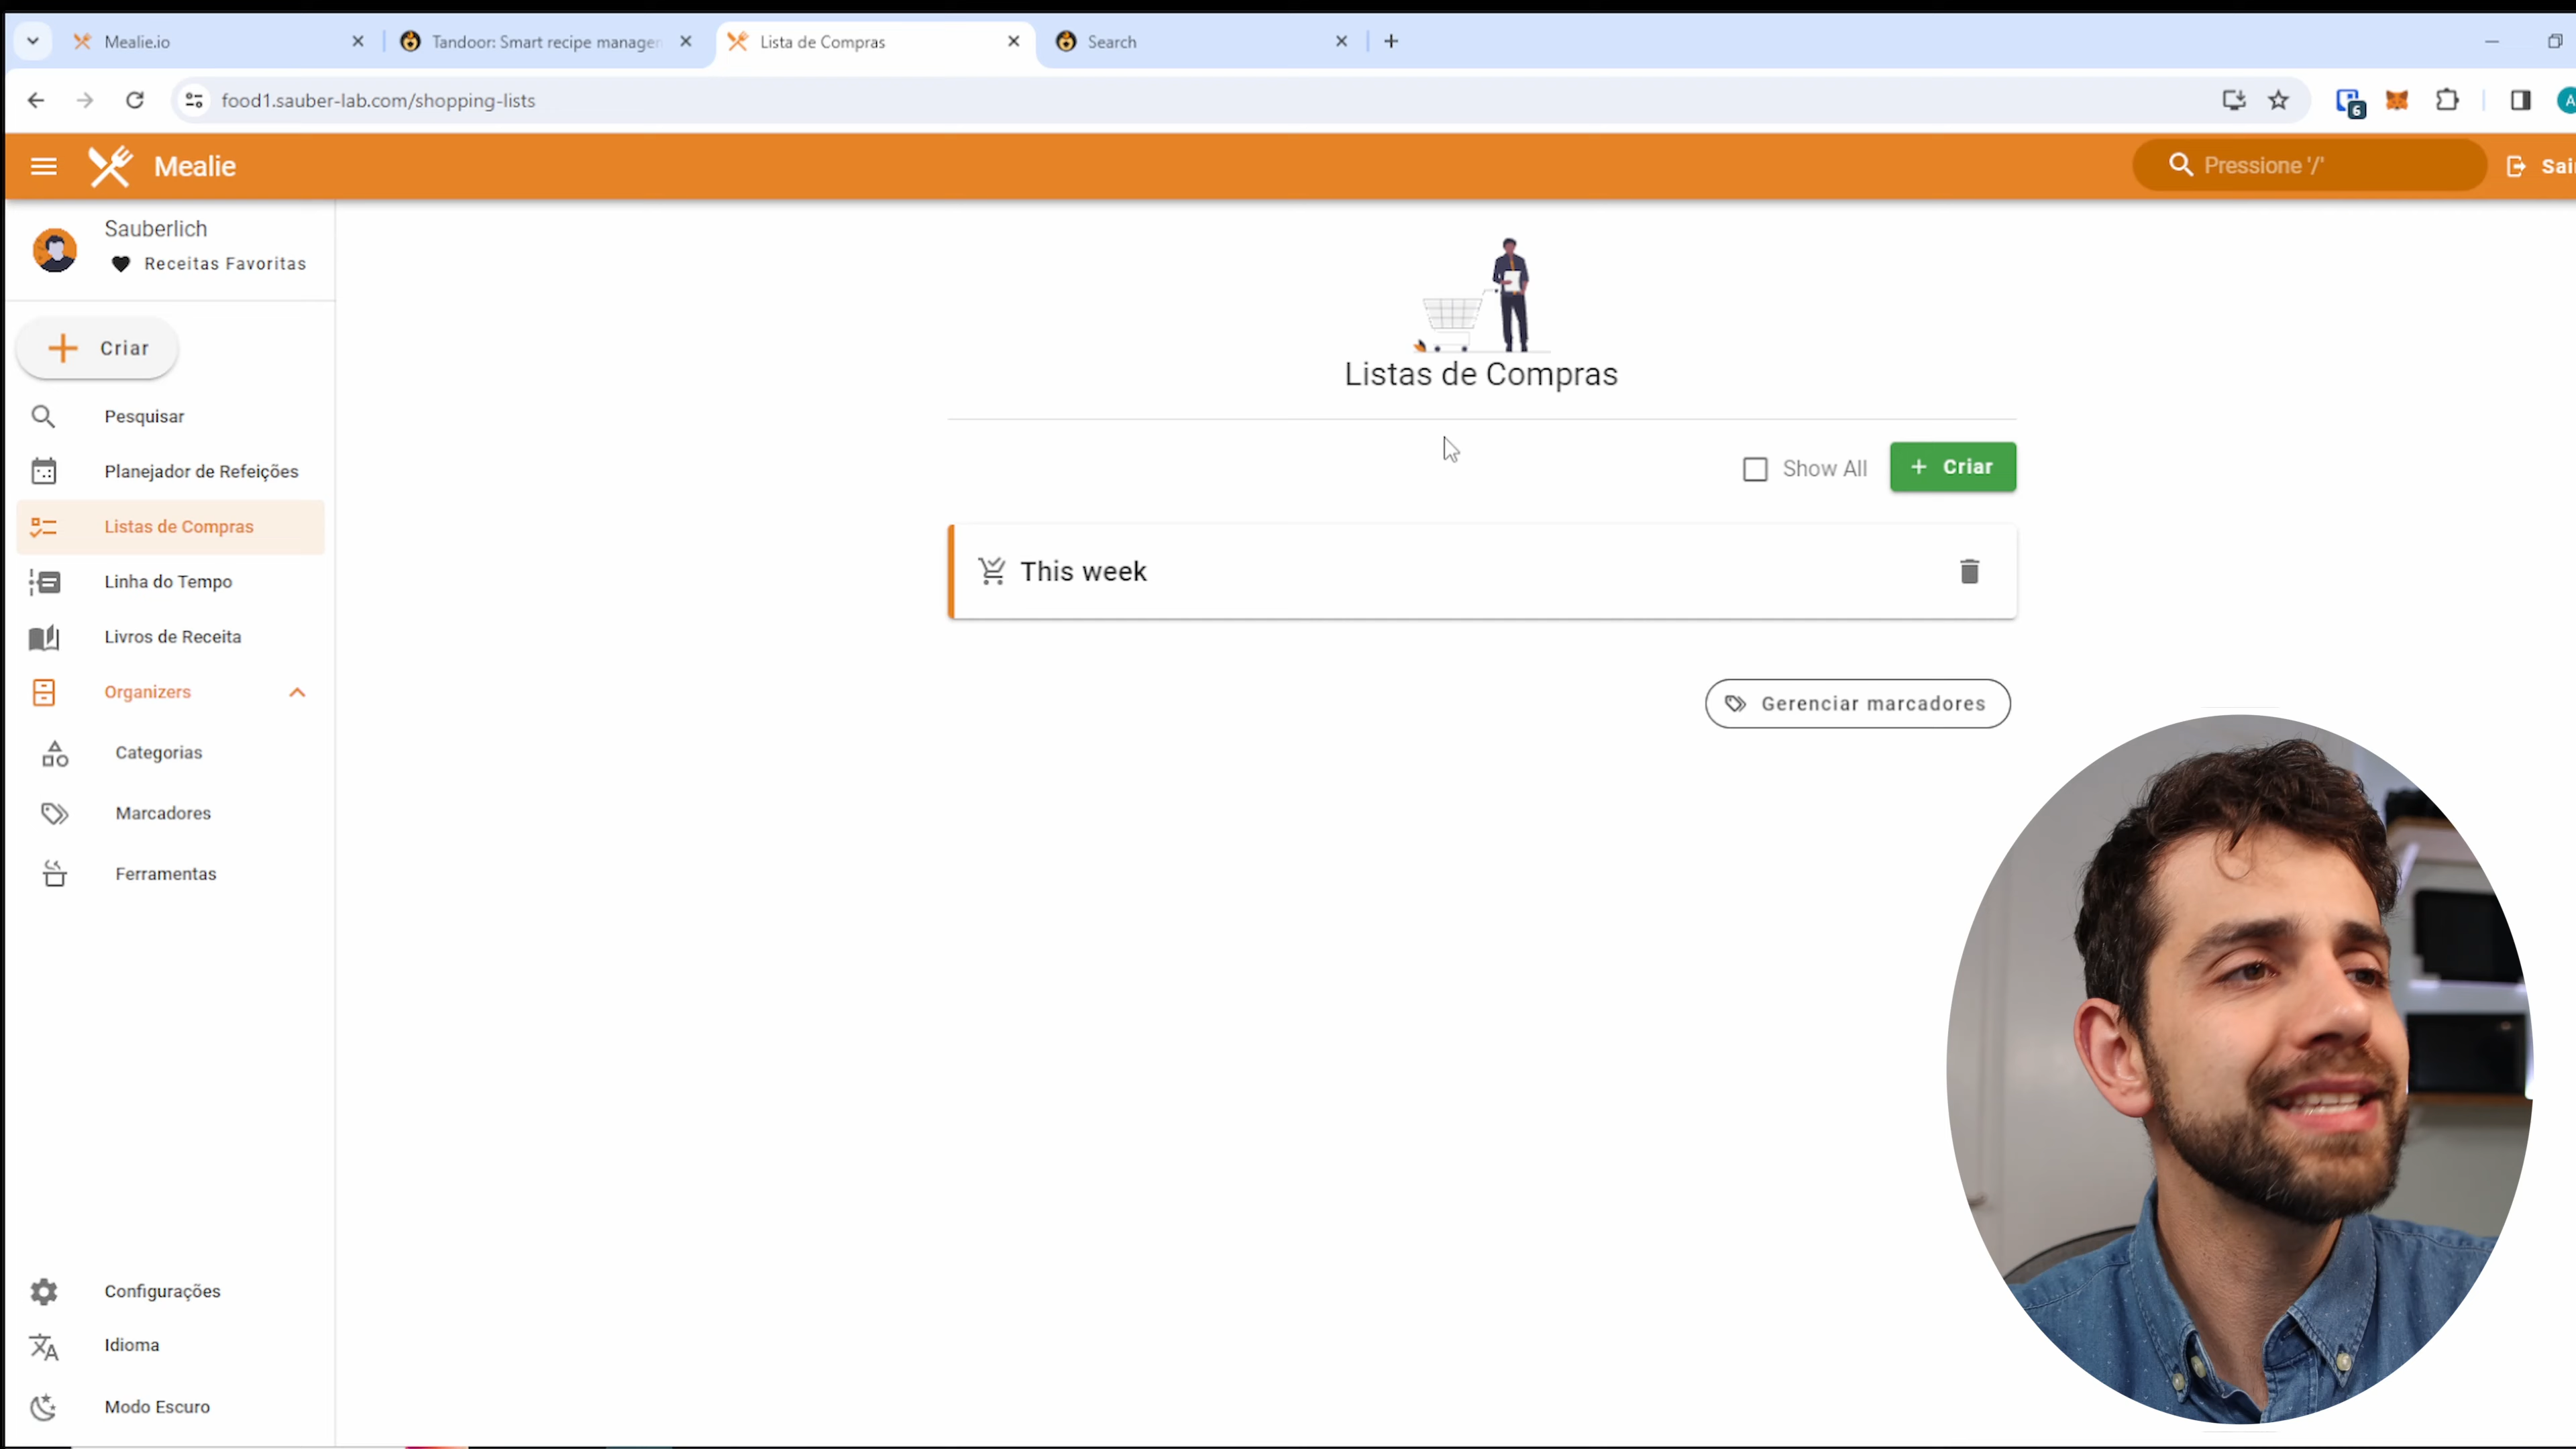 Mealie.io
Tandoor: Smart recipe manage
Lista de Compras
Search
food1.sauber-lab.com/shopping-lists
6
A
Mealie
Pressione '/'
Sai
Sauberlich
Receitas Favoritas
Criar
Pesquisar
Planejador de Refeições
Listas de Compras
Linha do Tempo
Livros de Receita
Organizers
Categorias
Marcadores
Ferramentas
Configurações
Idioma
Modo Escuro
Listas de Compras
Show All
+ Criar
This week
Gerenciar marcadores